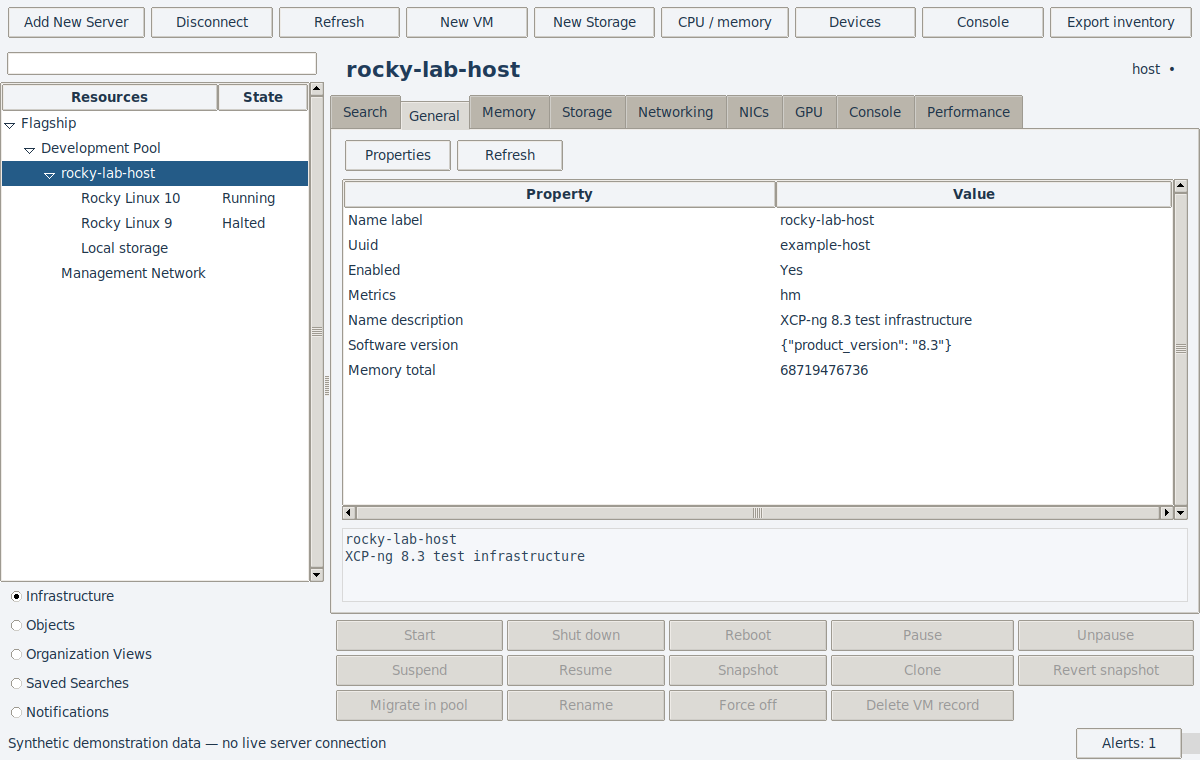 Add New Server Disconnect Refresh New VM New Storage CPU / memory Devices Console Export inventory
rocky-lab-host
host •
Resources State
Flagship
Development Pool
rocky-lab-host
Rocky Linux 10 Running
Rocky Linux 9 Halted
Local storage
Management Network
Infrastructure
Objects
Organization Views
Saved Searches
Notifications
Search General Memory Storage Networking NICs GPU Console Performance
Properties Refresh
Property Value
Name label rocky-lab-host
Uuid example-host
Enabled Yes
Metrics hm
Name description XCP-ng 8.3 test infrastructure
Software version {"product_version": "8.3"}
Memory total 68719476736
rocky-lab-host
XCP-ng 8.3 test infrastructure
Start Shut down Reboot Pause Unpause
Suspend Resume Snapshot Clone Revert snapshot
Migrate in pool Rename Force off Delete VM record
Synthetic demonstration data — no live server connection
Alerts: 1